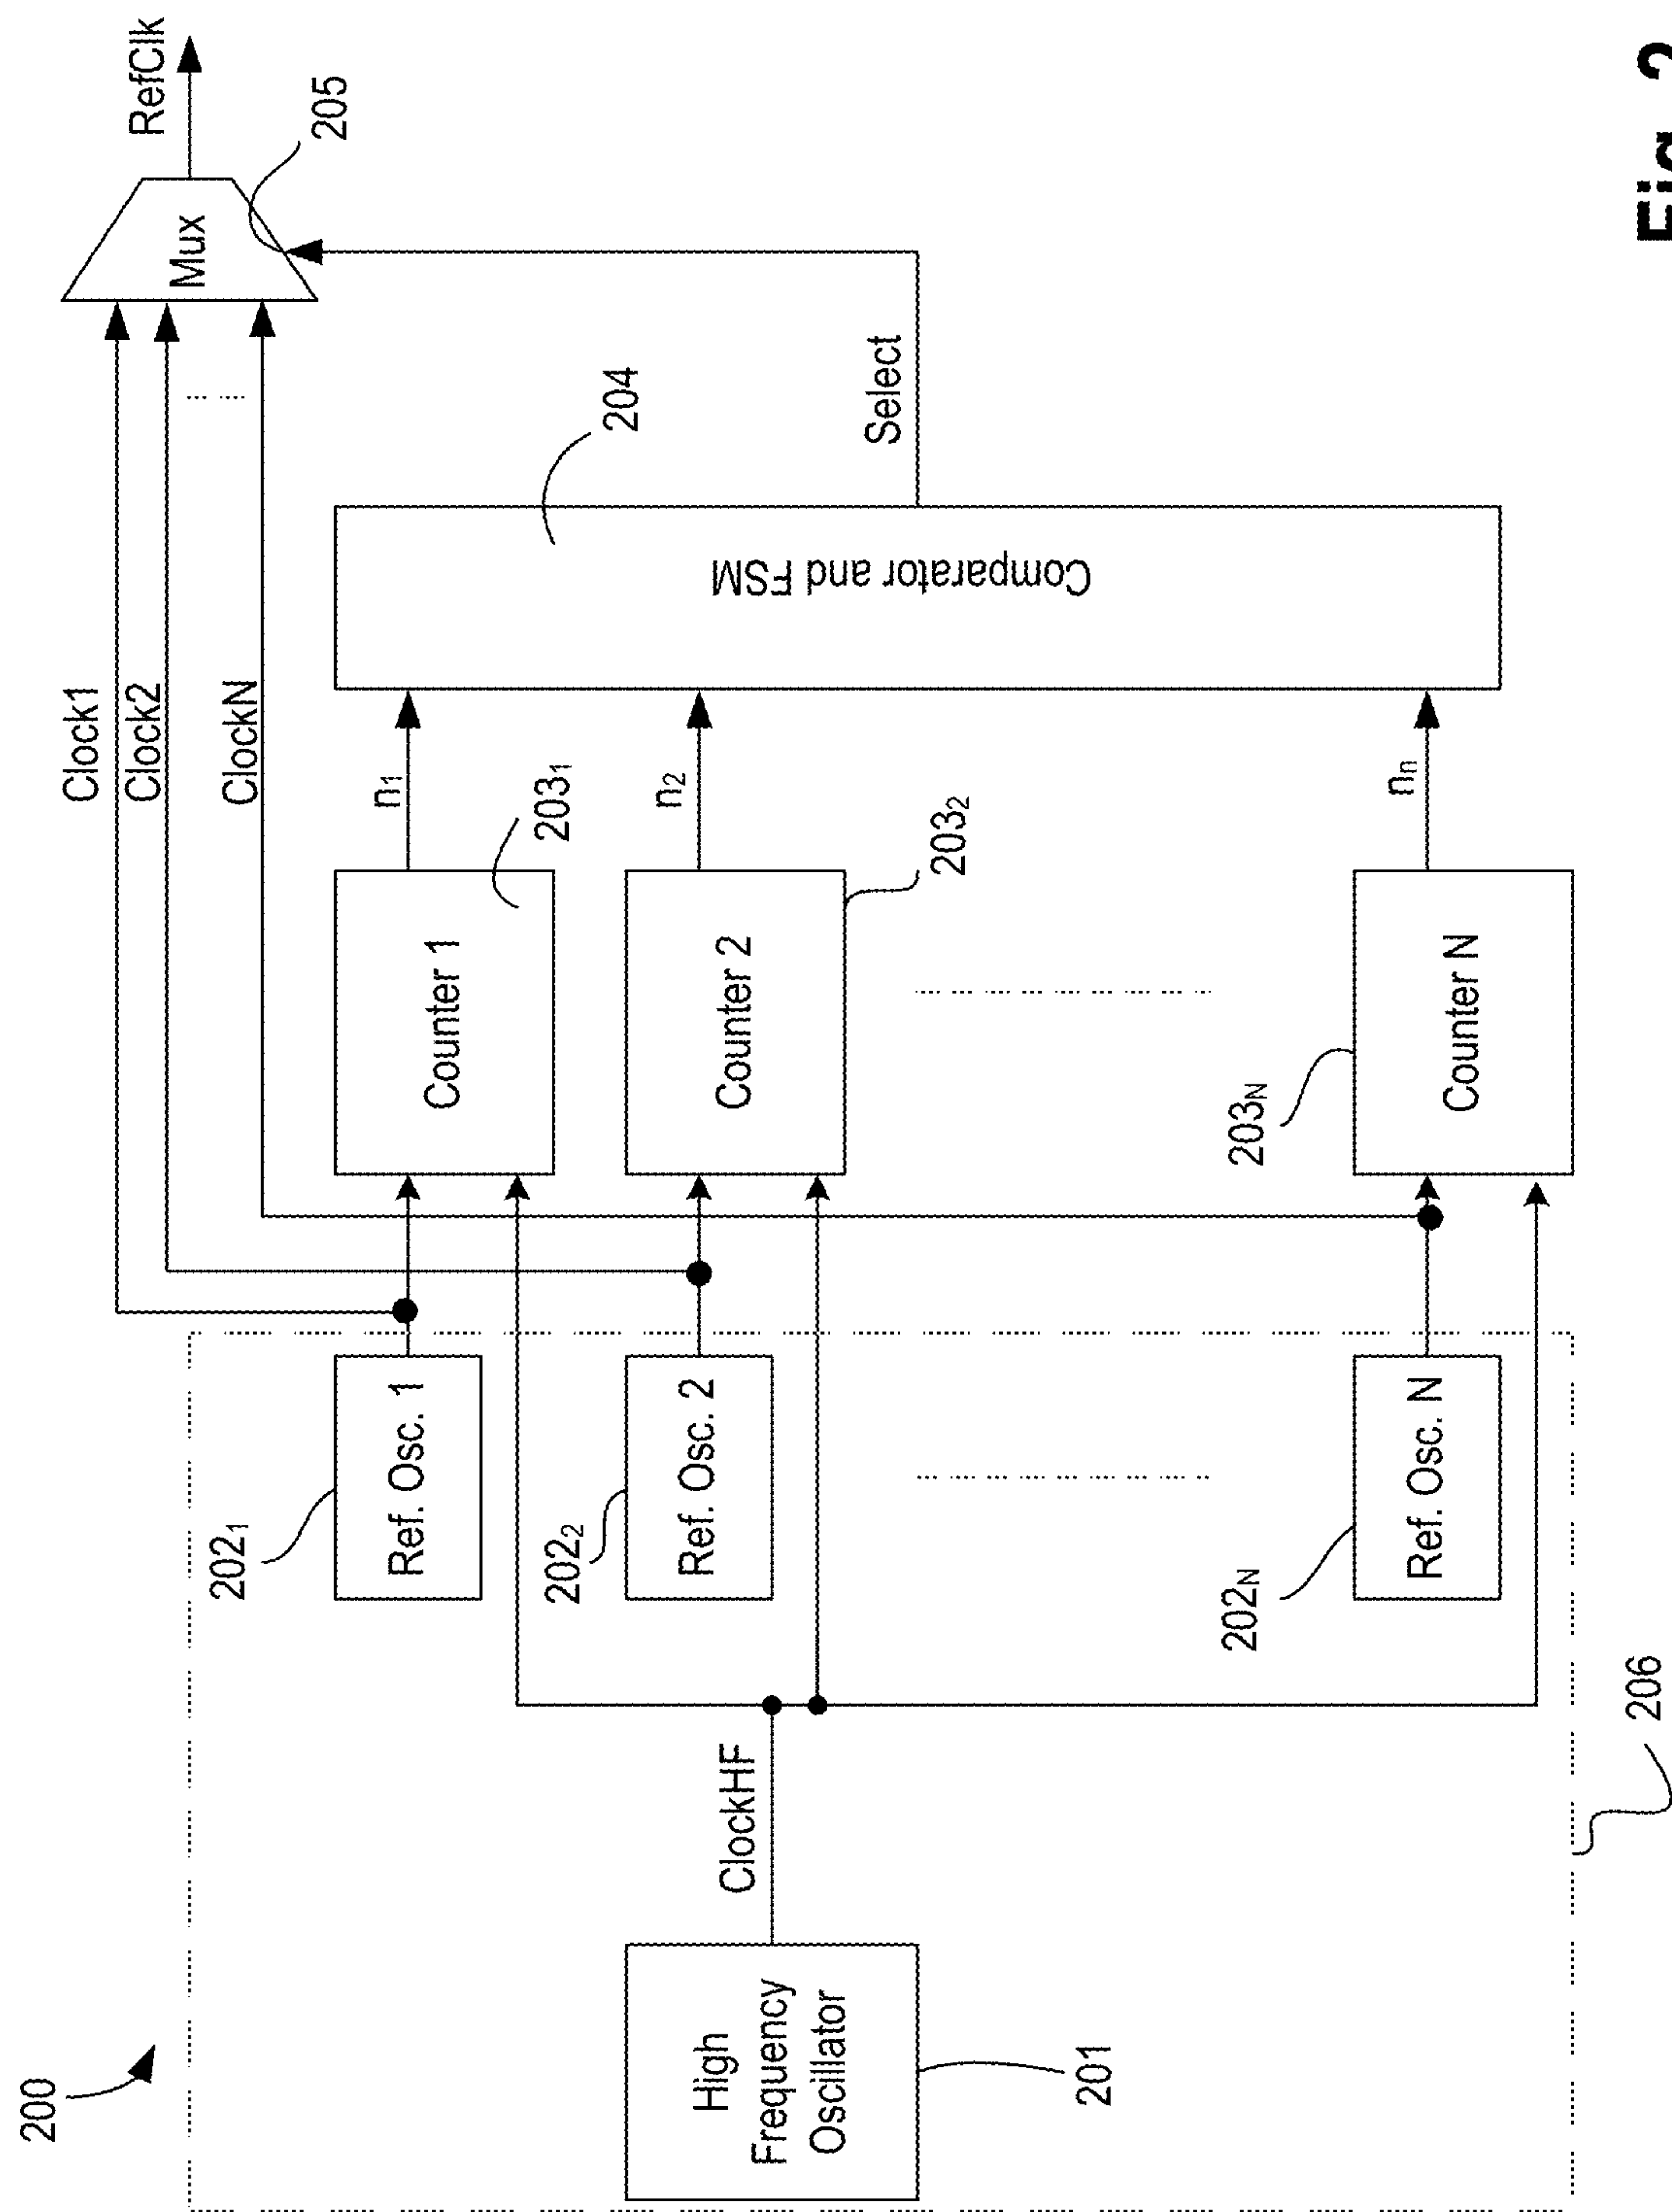 200
206
High
Frequency
Oscillator
201
ClockHF
202₁
Ref. Osc. 1
202₂
Ref. Osc. 2
202N
Ref. Osc. N
Counter 1
203₁
Counter 2
203₂
Counter N
203N
n₁
n₂
nn
Clock1
Clock2
ClockN
Comparator and FSM
204
Select
Mux
205
RefClk
Fig. 2